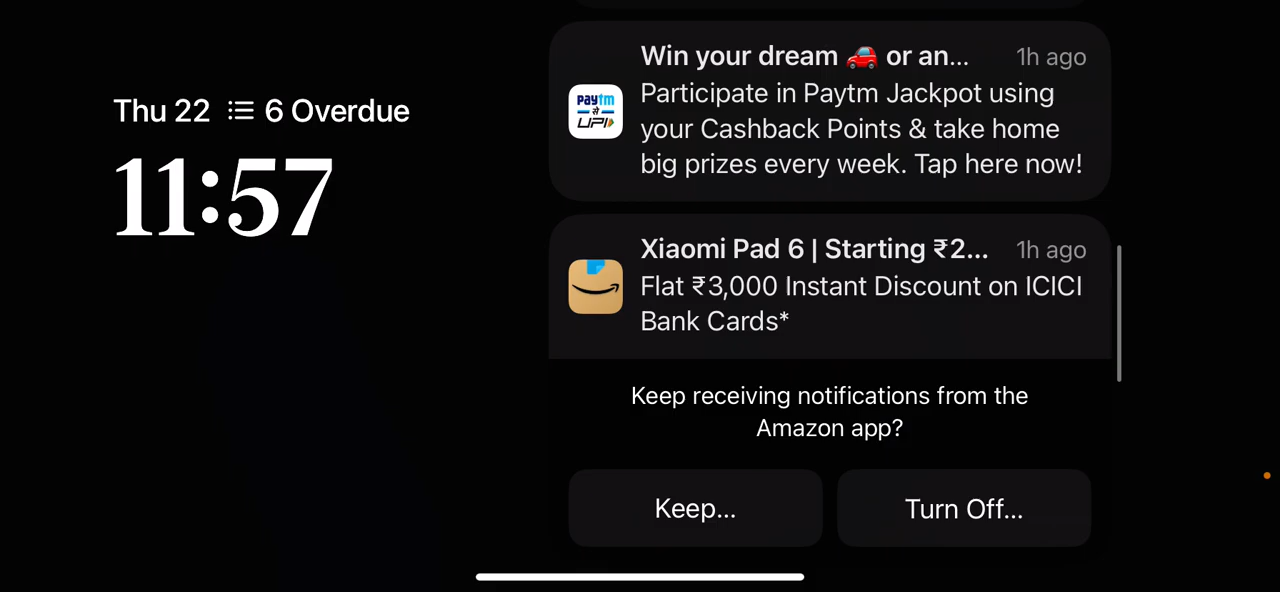 Thu 22 6 Overdue
11:57
Win your dream 🚗 or an... 1h ago
Participate in Paytm Jackpot using
your Cashback Points & take home
big prizes every week. Tap here now!
paytm
से
UPI
Xiaomi Pad 6 | Starting ₹2... 1h ago
Flat ₹3,000 Instant Discount on ICICI
Bank Cards*
Keep receiving notifications from the
Amazon app?
Keep...
Turn Off...